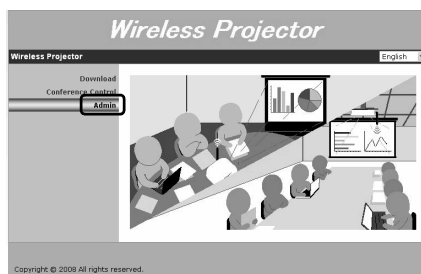 Wireless Projector
Wireless Projector
English
Download
Conference Control
Admin
Copyright © 2008 All rights reserved.